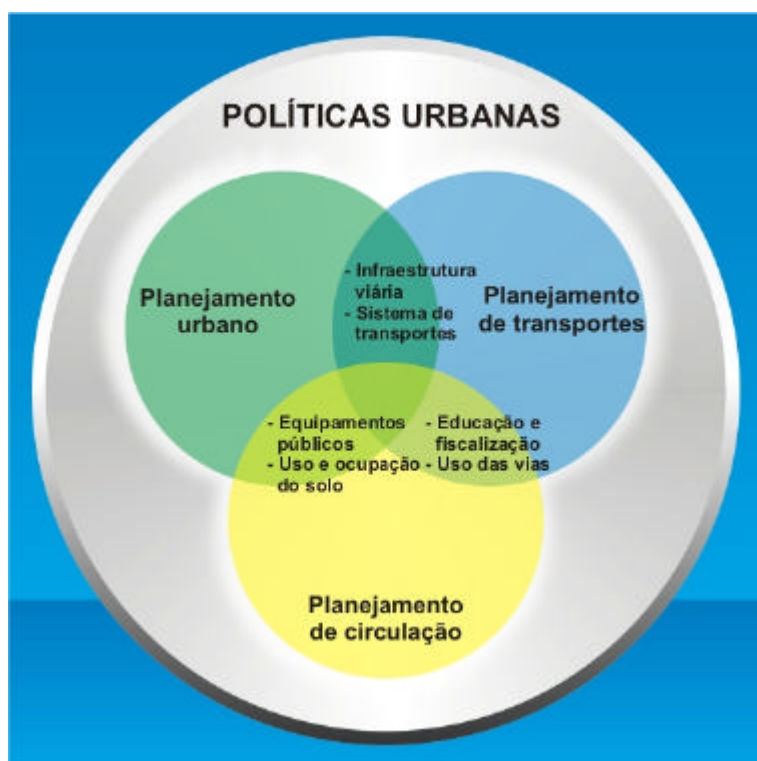 POLÍTICAS URBANAS
Planejamento
urbano
- Infraestrutura
viária
- Sistema de
transportes
Planejamento
de transportes
- Equipamentos
públicos
- Uso e ocupação
do solo
- Educação e
fiscalização
- Uso das vias
Planejamento
de circulação